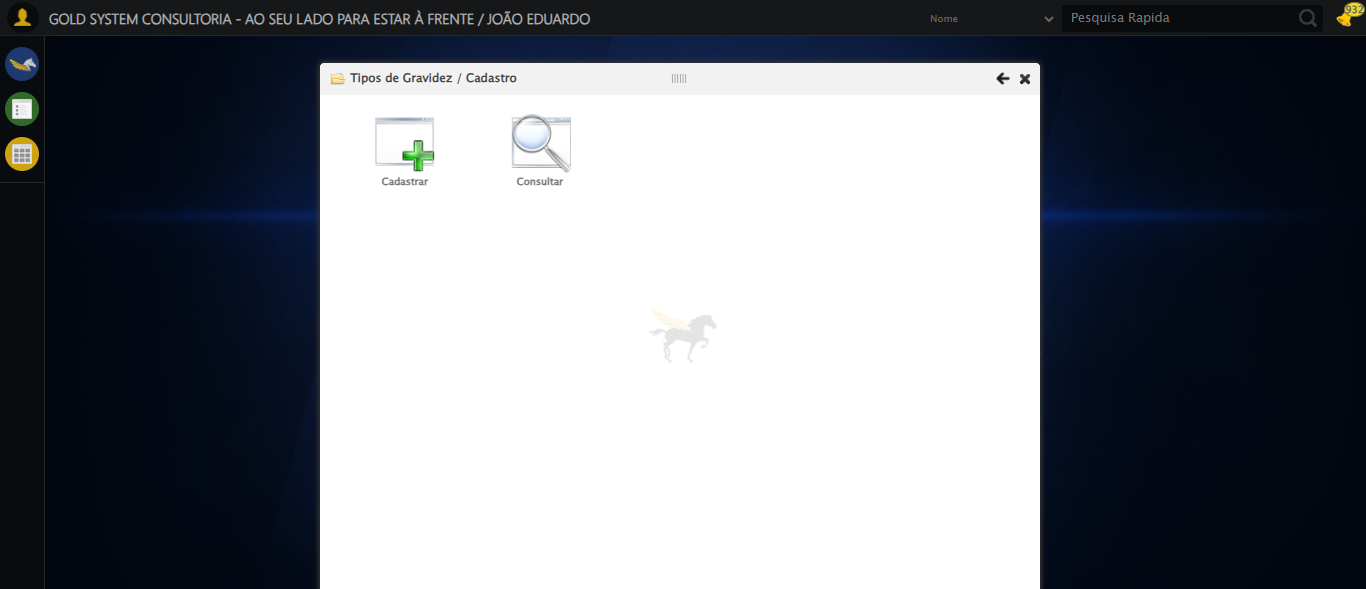 GOLD SYSTEM CONSULTORIA - AO SEU LADO PARA ESTAR À FRENTE / JOÃO EDUARDO
Nome
Pesquisa Rapida
932
Tipos de Gravidez / Cadastro
Cadastrar
Consultar